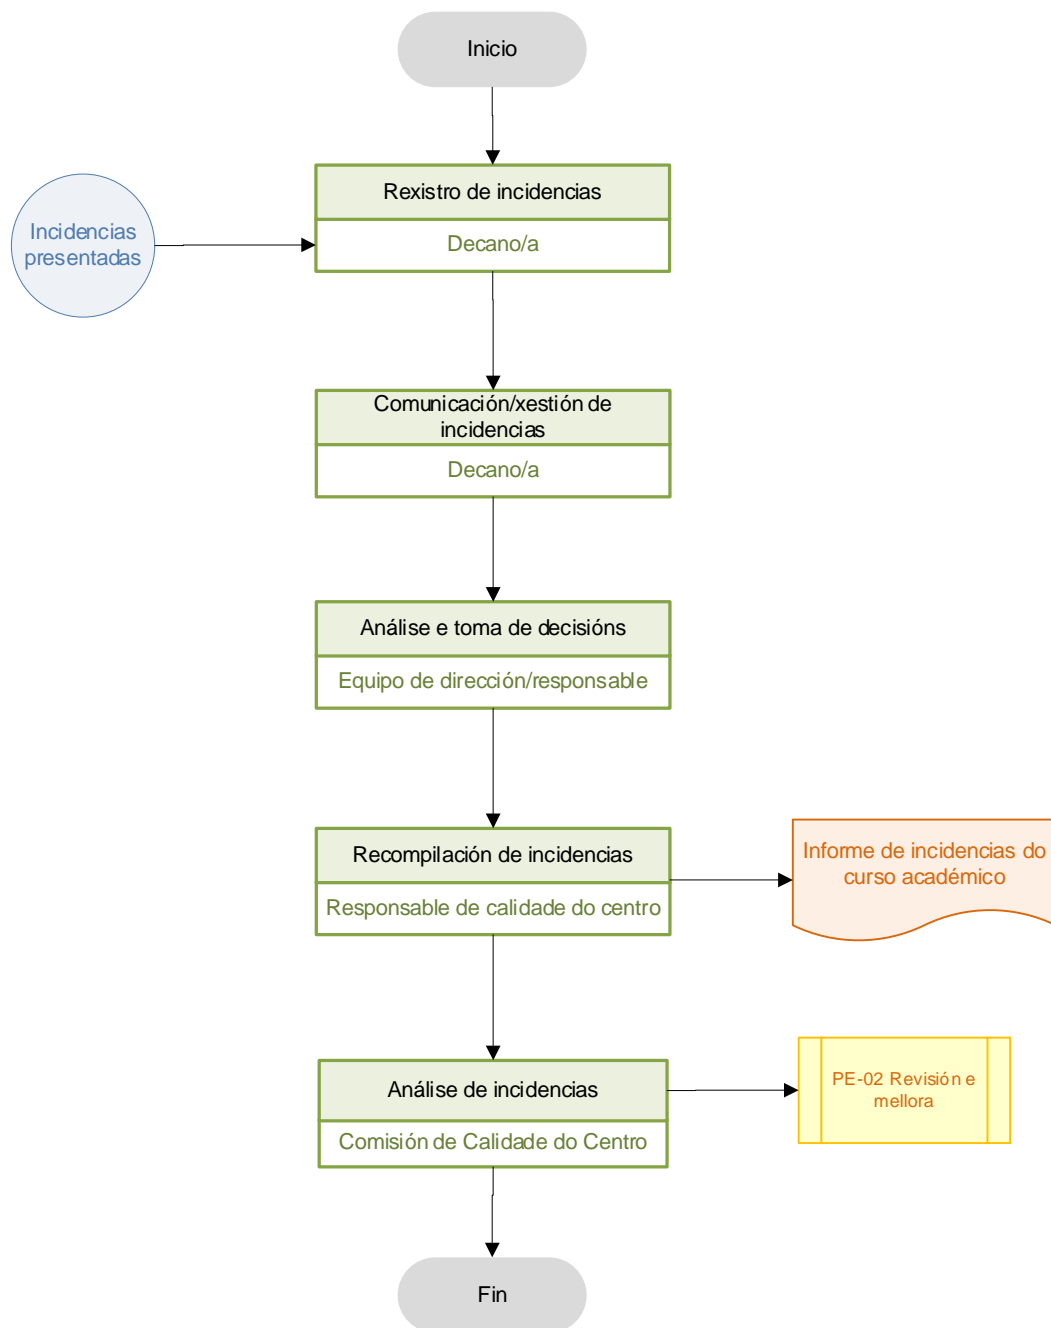 Inicio
Rexistro de incidencias
Decano/a
Incidencias
presentadas
Comunicación/xestión de
incidencias
Decano/a
Análise e toma de decisións
Equipo de dirección/responsable
Recompilación de incidencias
Responsable de calidade do centro
Informe de incidencias do
curso académico
Análise de incidencias
Comisión de Calidade do Centro
PE-02 Revisión e
mellora
Fin